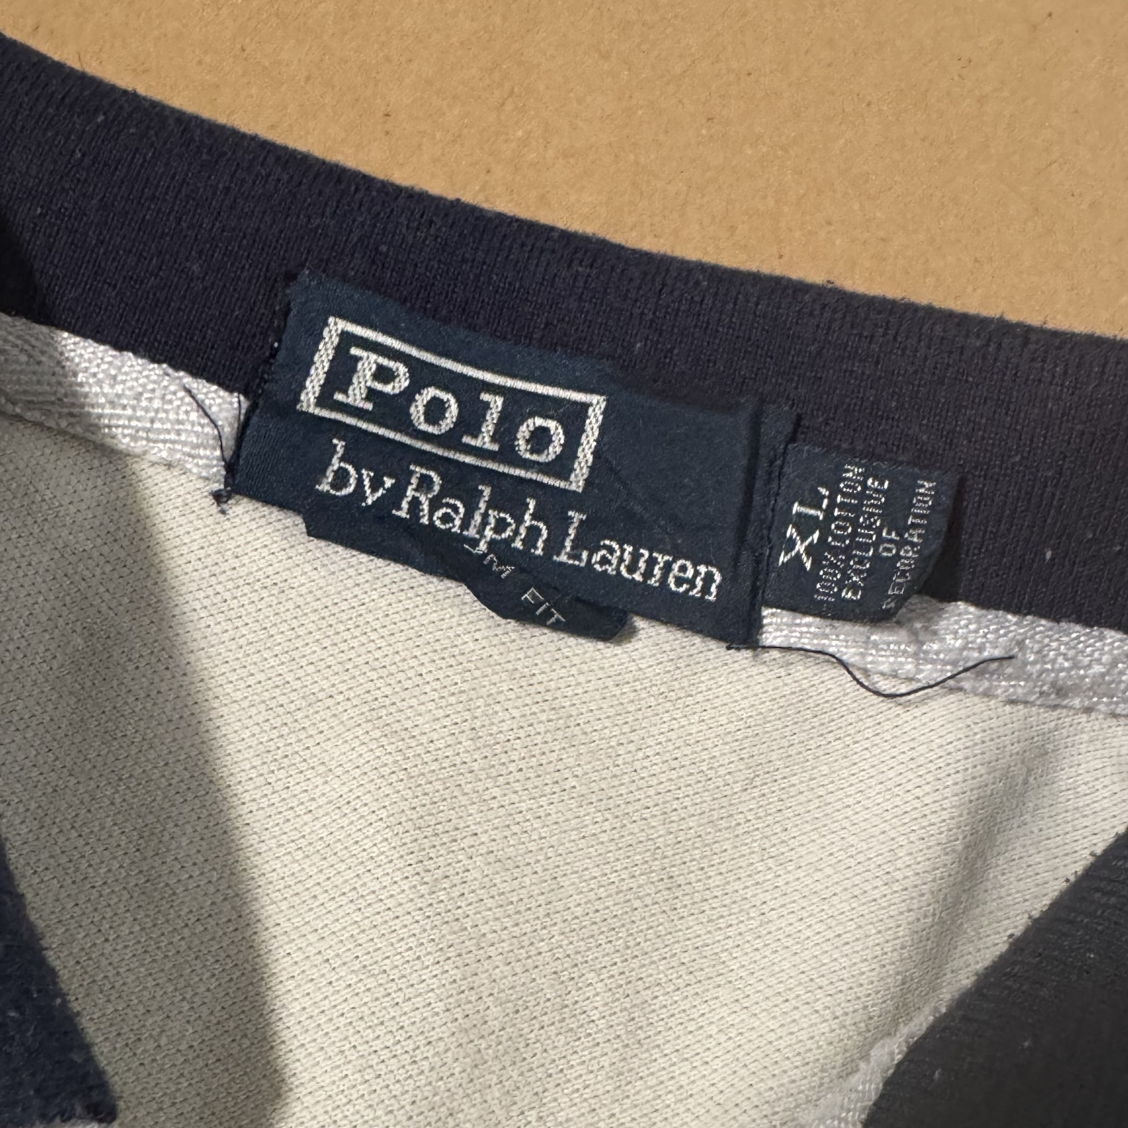 Polo
by Ralph Lauren
M FIT
XL
100% COTTON
EXCLUSIVE
OF
DECORATION